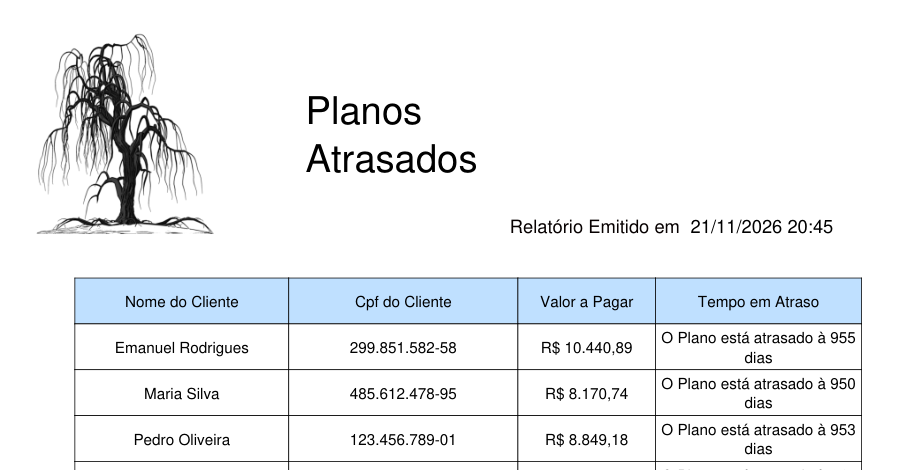 Planos
Atrasados
Relatório Emitido em 21/11/2026 20:45
Nome do Cliente Cpf do Cliente Valor a Pagar Tempo em Atraso
Emanuel Rodrigues 299.851.582-58 R$ 10.440,89 O Plano está atrasado à 955
dias
Maria Silva 485.612.478-95 R$ 8.170,74 O Plano está atrasado à 950
dias
Pedro Oliveira 123.456.789-01 R$ 8.849,18 O Plano está atrasado à 953
dias